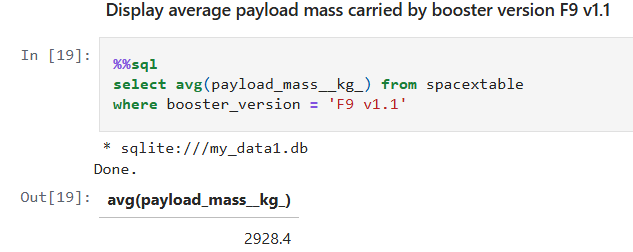 Display average payload mass carried by booster version F9 v1.1
In [19]:
%%sql
select avg(payload_mass__kg_) from spacextable
where booster_version = 'F9 v1.1'
* sqlite:///my_data1.db
Done.
Out[19]:
avg(payload_mass__kg_)
2928.4